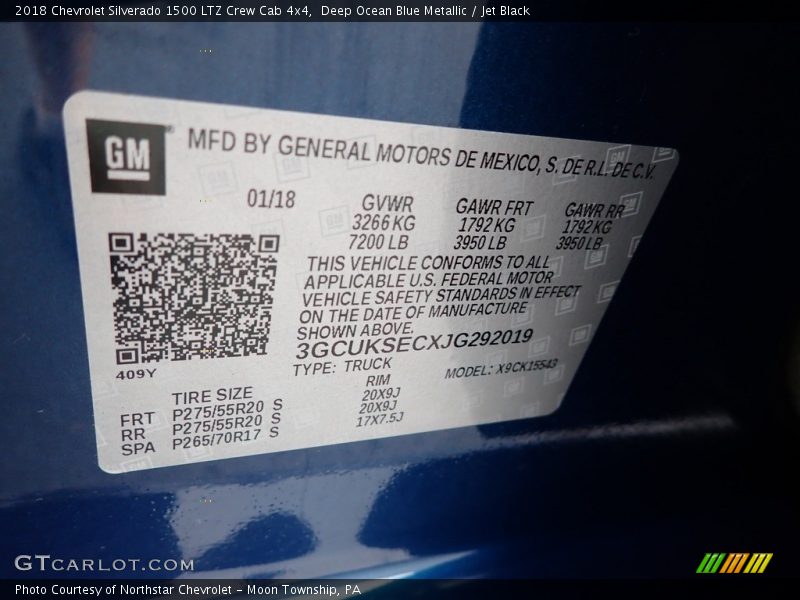 2018 Chevrolet Silverado 1500 LTZ Crew Cab 4x4, Deep Ocean Blue Metallic / Jet Black
GM
® MFD BY GENERAL MOTORS DE MEXICO, S. DE R.L. DE C.V.
01/18 GVWR GAWR FRT GAWR RR
3266 KG 1792 KG 1792 KG
7200 LB 3950 LB 3950 LB
THIS VEHICLE CONFORMS TO ALL
APPLICABLE U.S. FEDERAL MOTOR
VEHICLE SAFETY STANDARDS IN EFFECT
ON THE DATE OF MANUFACTURE
SHOWN ABOVE.
3GCUKSECXJG292019
TYPE: TRUCK MODEL: X9CK15543
409Y
TIRE SIZE RIM
FRT P275/55R20 S 20X9J
RR P275/55R20 S 20X9J
SPA P265/70R17 S 17X7.5J
GTCARLOT.COM
Photo Courtesy of Northstar Chevrolet – Moon Township, PA